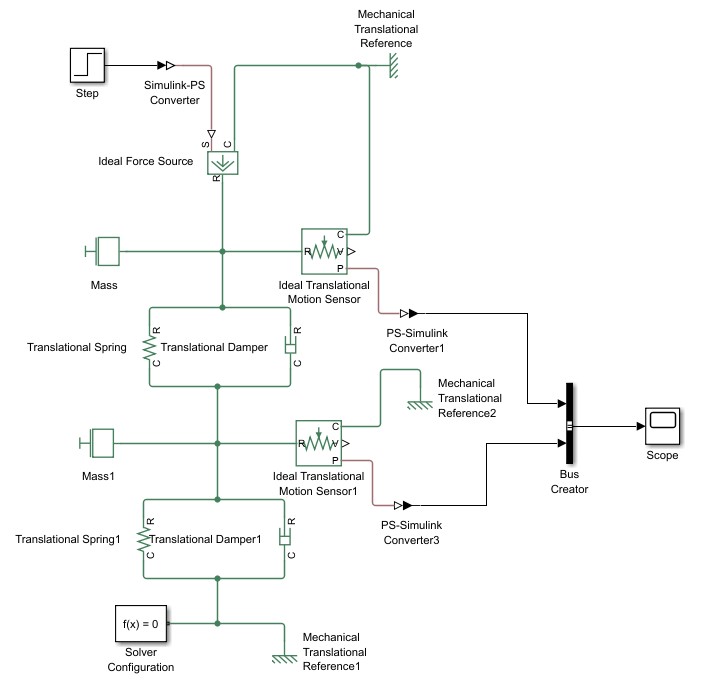 Mechanical
Translational
Reference
Step
Simulink-PS
Converter
S
C
Ideal Force Source
R
C
R
V
P
Mass
Ideal Translational
Motion Sensor
R
R
Translational Spring
Translational Damper
C
C
PS-Simulink
Converter1
Mechanical
Translational
Reference2
C
R
V
P
Mass1
Ideal Translational
Motion Sensor1
Bus
Creator
Scope
R
R
Translational Spring1
Translational Damper1
C
C
PS-Simulink
Converter3
f(x) = 0
Solver
Configuration
Mechanical
Translational
Reference1